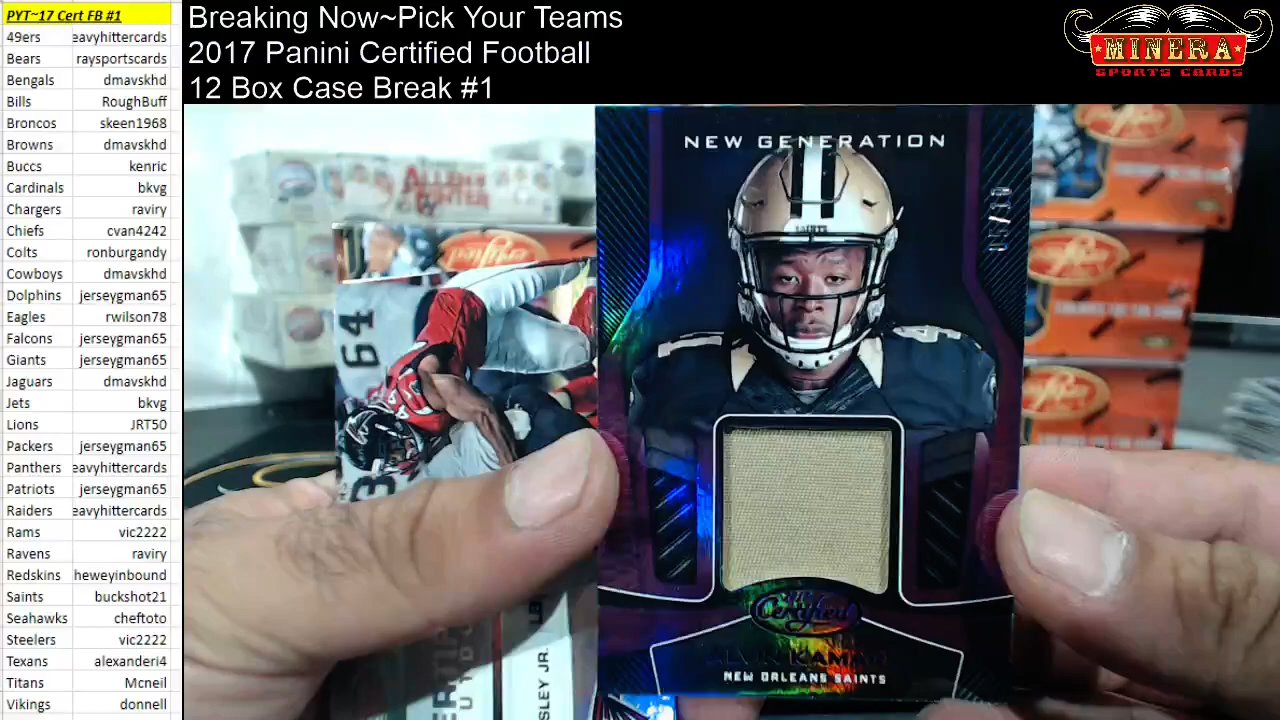 PYT~17 Cert FB #1
49ers eavyhittercards
Bears raysportscards
Bengals dmavskhd
Bills RoughBuff
Broncos skeen1968
Browns dmavskhd
Buccs kenric
Cardinals bkvg
Chargers raviry
Chiefs cvan4242
Colts ronburgandy
Cowboys dmavskhd
Dolphins jerseygman65
Eagles rwilson78
Falcons jerseygman65
Giants jerseygman65
Jaguars dmavskhd
Jets bkvg
Lions JRT50
Packers jerseygman65
Panthers eavyhittercards
Patriots jerseygman65
Raiders eavyhittercards
Rams vic2222
Ravens raviry
Redskins heweyinbound
Saints buckshot21
Seahawks cheftoto
Steelers vic2222
Texans alexanderi4
Titans Mcneil
Vikings donnell
Breaking Now~Pick Your Teams
2017 Panini Certified Football
12 Box Case Break #1
MINERA
SPORTS CARDS
NEW GENERATION
Certified
NEW ORLEANS SAINTS
64
SLEY JR.